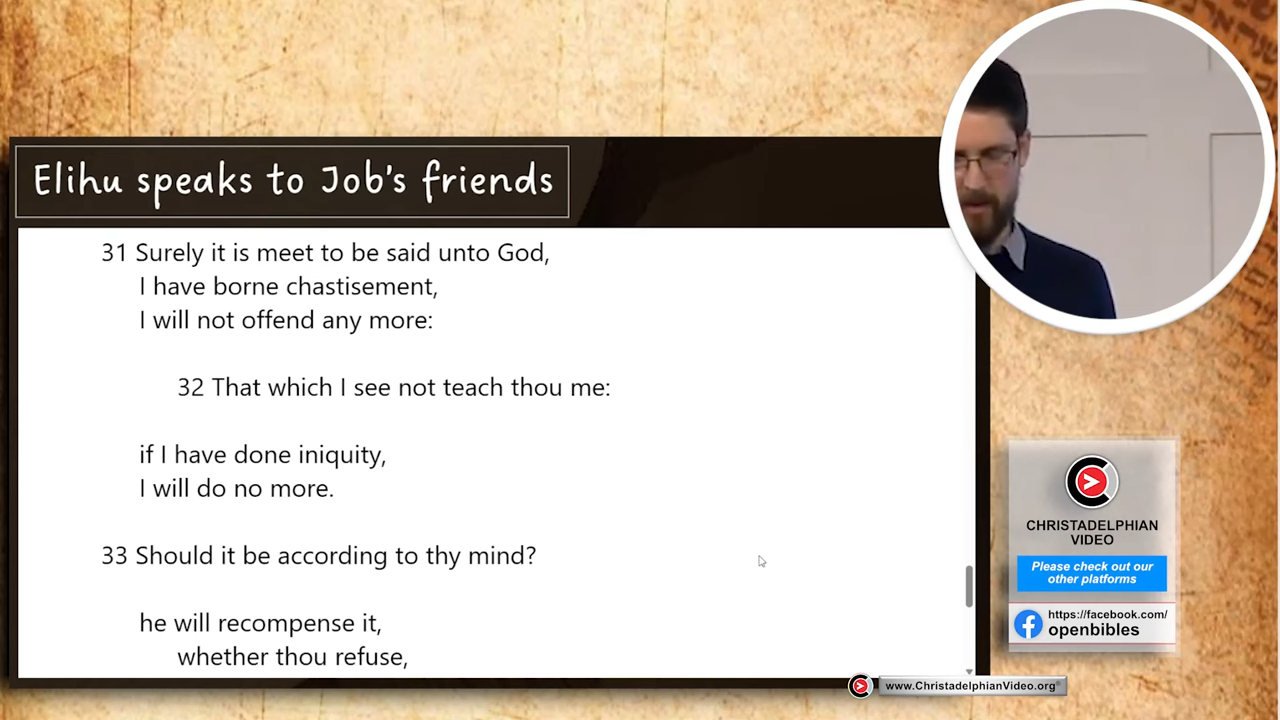 Elihu speaks to Job's friends
31 Surely it is meet to be said unto God,
I have borne chastisement,
I will not offend any more:
32 That which I see not teach thou me:
if I have done iniquity,
I will do no more.
33 Should it be according to thy mind?
he will recompense it,
whether thou refuse,
CHRISTADELPHIAN
VIDEO
Please check out our
other platforms
https://facebook.com/
openbibles
www.ChristadelphianVideo.org